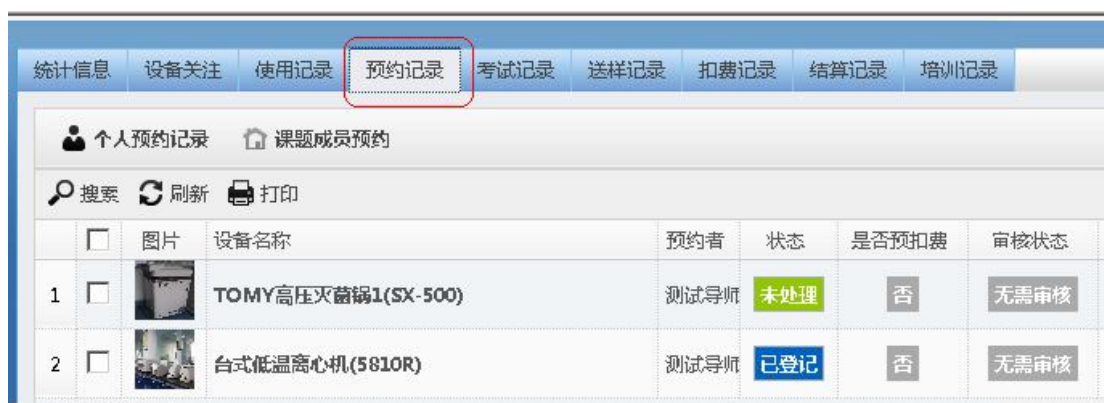 统计信息 设备关注 使用记录 预约记录 考试记录 送样记录 扣费记录 结算记录 培训记录
个人预约记录 课题成员预约
搜索 刷新 打印
图片 设备名称 预约者 状态 是否预扣费 审核状态
1 TOMY高压灭菌锅1(SX-500) 测试导师 未处理 否 无需审核
2 台式低温离心机(5810R) 测试导师 已登记 否 无需审核